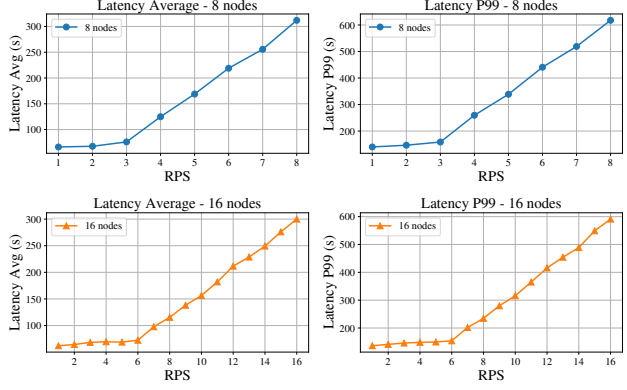 Latency Average - 8 nodes
Latency Avg (s)
300
250
200
150
100
8 nodes
1 2 3 4 5 6 7 8
RPS
Latency P99 - 8 nodes
Latency P99 (s)
600
500
400
300
200
8 nodes
1 2 3 4 5 6 7 8
RPS
Latency Average - 16 nodes
Latency Avg (s)
300
250
200
150
100
16 nodes
2 4 6 8 10 12 14 16
RPS
Latency P99 - 16 nodes
Latency P99 (s)
600
500
400
300
200
16 nodes
2 4 6 8 10 12 14 16
RPS